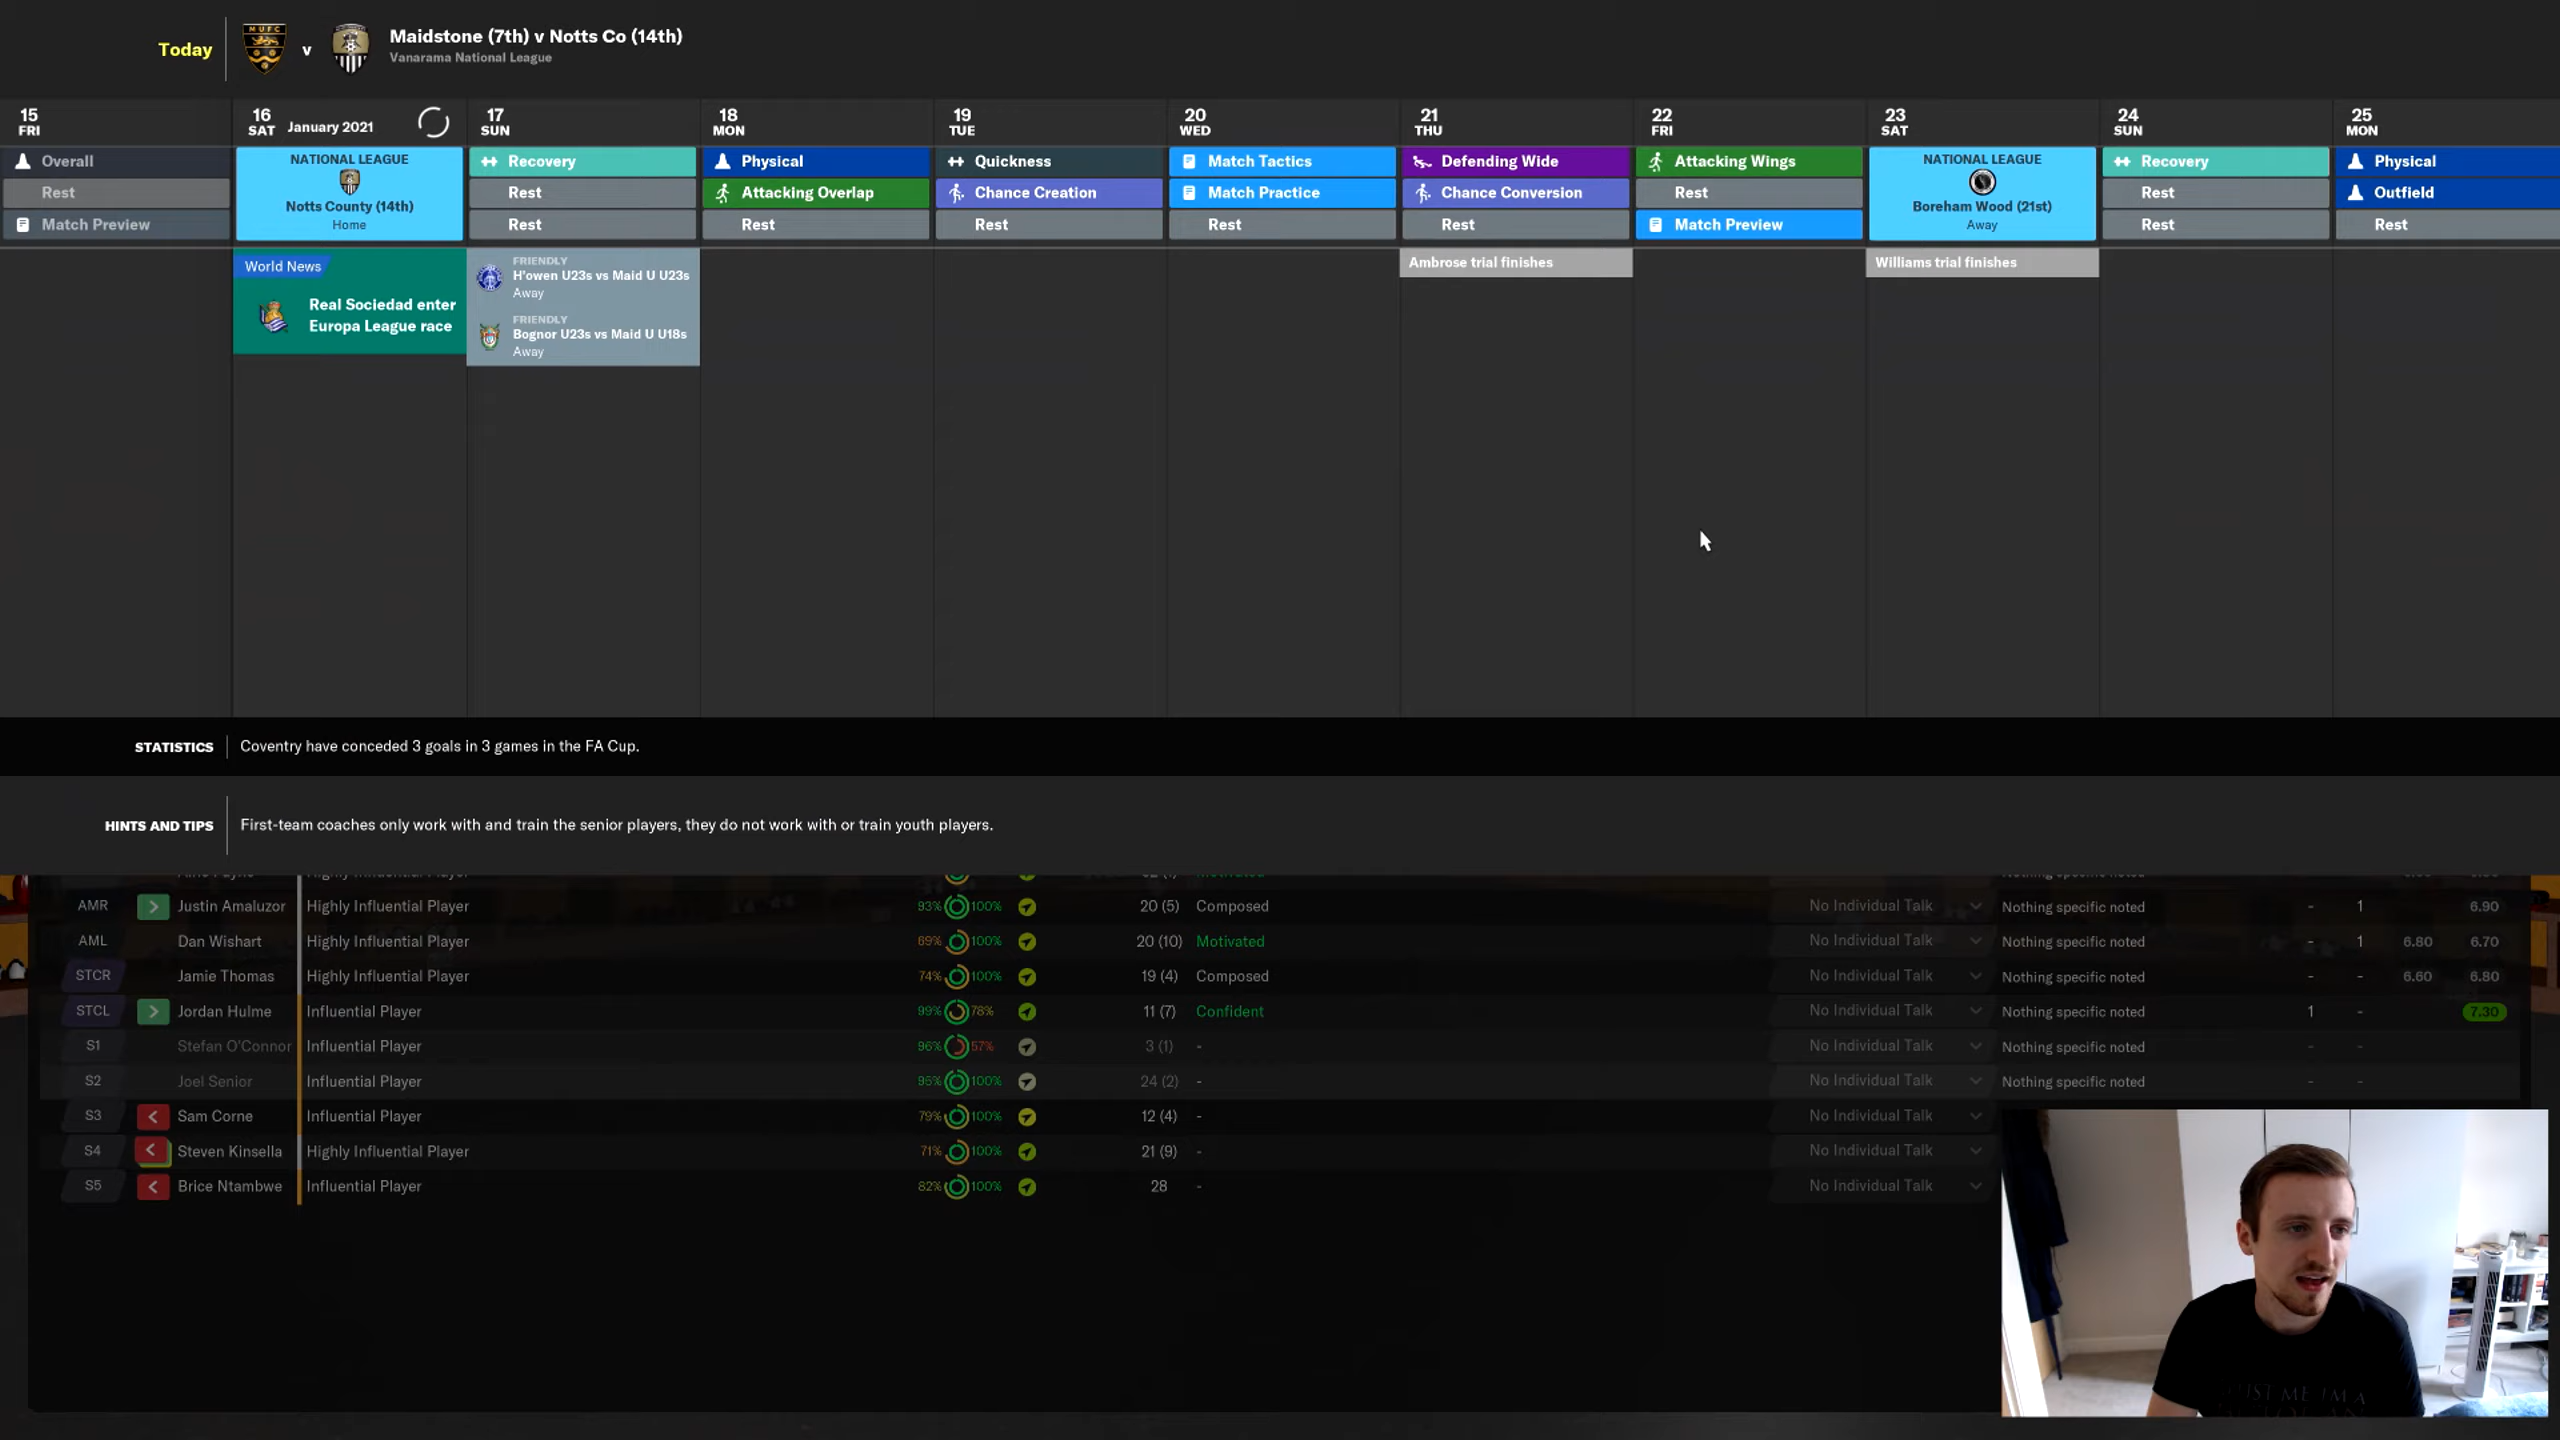 Today
v
Maidstone (7th) v Notts Co (14th)
Vanarama National League
15
FRI
16
SAT January 2021
17
SUN
18
MON
19
TUE
20
WED
21
THU
22
FRI
23
SAT
24
SUN
25
MON
Overall
Rest
Match Preview
NATIONAL LEAGUE
Notts County (14th)
Home
Recovery
Rest
Rest
Physical
Attacking Overlap
Rest
Quickness
Chance Creation
Rest
Match Tactics
Match Practice
Rest
Defending Wide
Chance Conversion
Rest
Attacking Wings
Rest
Match Preview
NATIONAL LEAGUE
Boreham Wood (21st)
Away
Recovery
Rest
Rest
Physical
Outfield
Rest
World News
Real Sociedad enter
Europa League race
FRIENDLY
H'owen U23s vs Maid U U23s
Away
FRIENDLY
Bognor U23s vs Maid U U18s
Away
Ambrose trial finishes
Williams trial finishes
STATISTICS Coventry have conceded 3 goals in 3 games in the FA Cup.
HINTS AND TIPS First-team coaches only work with and train the senior players, they do not work with or train youth players.
AMR Justin Amaluzor Highly Influential Player 93% 100% 20 (5) Composed No Individual Talk Nothing specific noted - 1 6.90
AML Dan Wishart Highly Influential Player 69% 100% 20 (10) Motivated No Individual Talk Nothing specific noted - 1 6.80 6.70
STCR Jamie Thomas Highly Influential Player 74% 100% 19 (4) Composed No Individual Talk Nothing specific noted - - 6.60 6.80
STCL Jordan Hulme Influential Player 99% 78% 11 (7) Confident No Individual Talk Nothing specific noted 1 - 7.30
S1 Stefan O'Connor Influential Player 96% 57% 3 (1) - No Individual Talk Nothing specific noted - -
S2 Joel Senior Influential Player 95% 100% 24 (2) - No Individual Talk Nothing specific noted - -
S3 Sam Corne Influential Player 79% 100% 12 (4) - No Individual Talk
S4 Steven Kinsella Highly Influential Player 71% 100% 21 (9) - No Individual Talk
S5 Brice Ntambwe Influential Player 82% 100% 28 - No Individual Talk